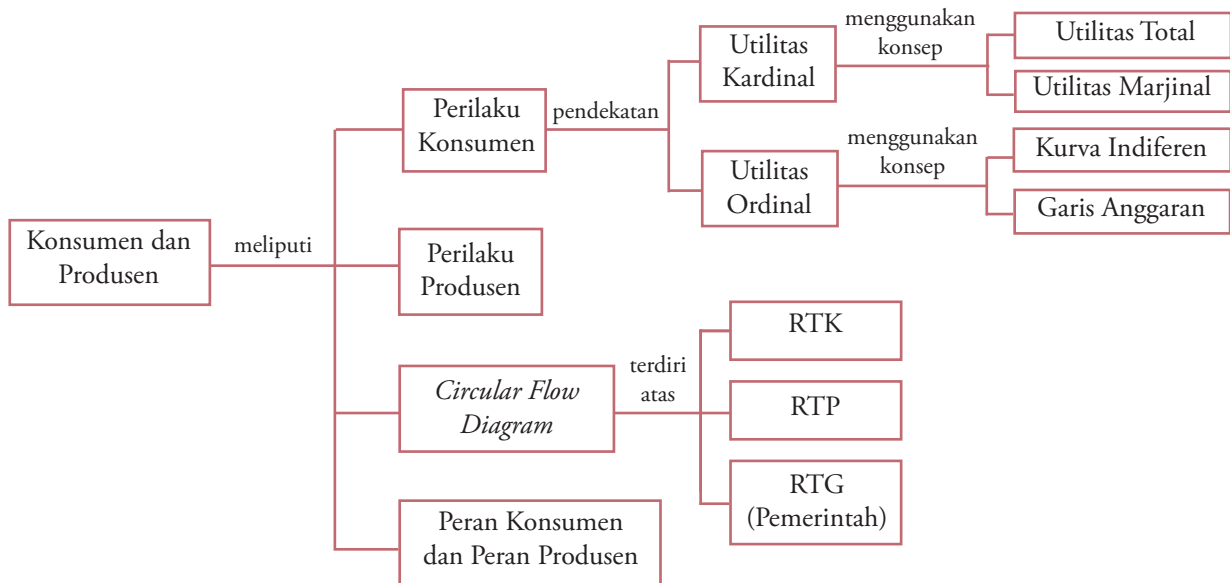 Konsumen dan
Produsen
meliputi
Perilaku
Konsumen
pendekatan
Utilitas
Kardinal
menggunakan
konsep
Utilitas Total
Utilitas Marjinal
Utilitas
Ordinal
menggunakan
konsep
Kurva Indiferen
Garis Anggaran
Perilaku
Produsen
Circular Flow
Diagram
terdiri
atas
RTK
RTP
RTG
(Pemerintah)
Peran Konsumen
dan Peran Produsen